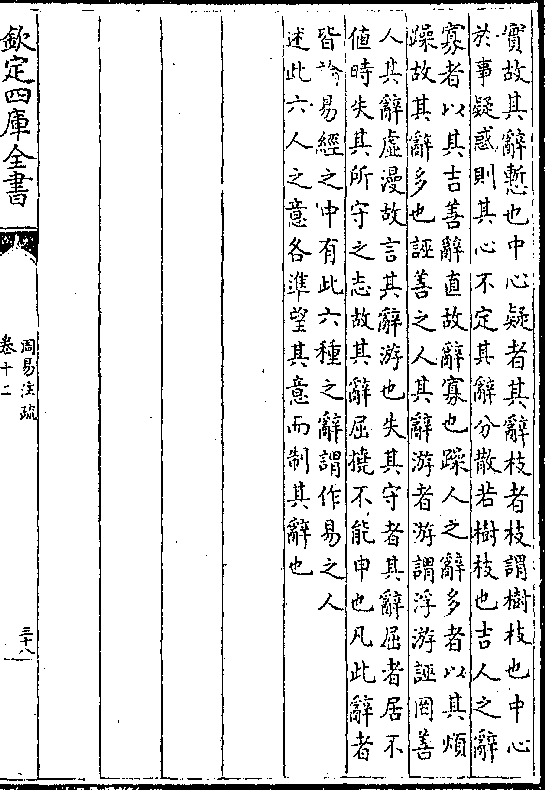 實故其辭慙也中心疑者其辭枝者枝謂樹枝也中心
於事疑惑則其心不定其辭分散若樹枝也吉人之辭
寡者以其吉善辭直故辭寡也躁人之辭多者以其煩
躁故其辭多也誣善之人其辭游者游謂浮游誣罔善
人其辭虛漫故言其辭游也失其守者其辭屈者居不
值時失其所守之志故其辭屈撓不能申也凡此辭者
皆論易經之中有此六種之辭謂作易之人
述此六人之意各準望其意而制其辭也
欽定四庫全書
周易注疏
卷十二
三十八